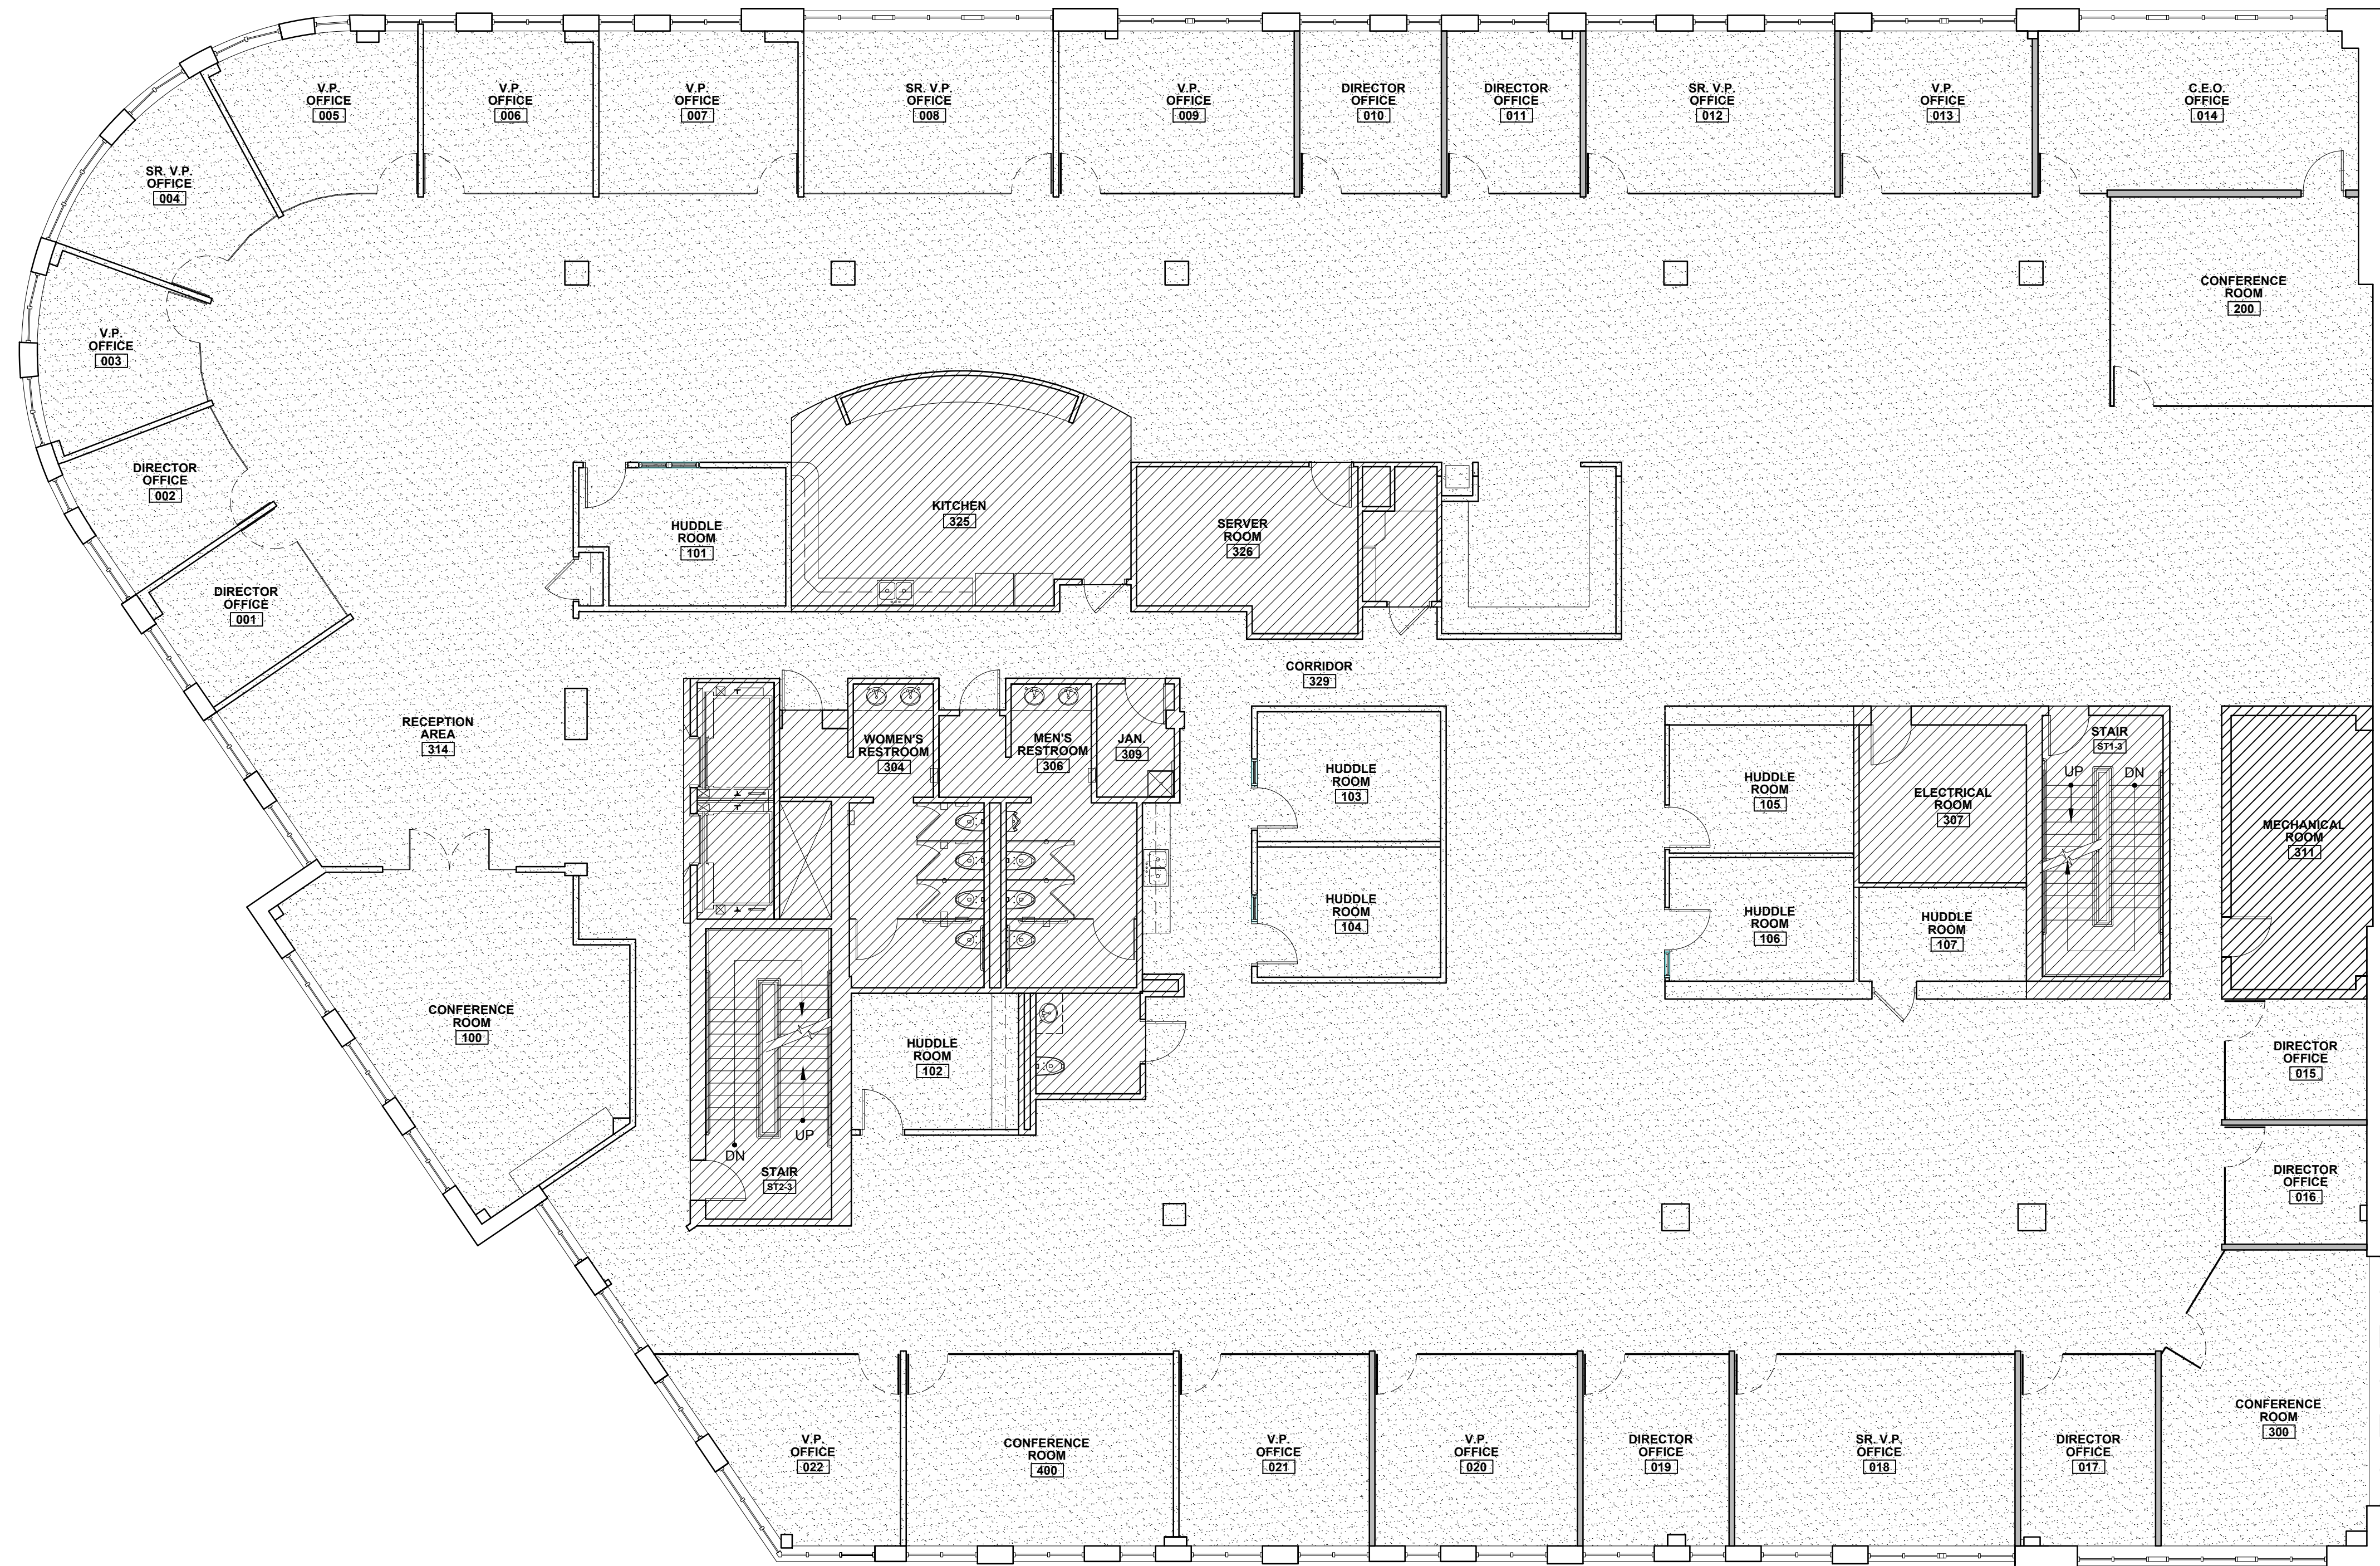 V.P.
OFFICE
005
V.P.
OFFICE
006
V.P.
OFFICE
007
SR. V.P.
OFFICE
008
V.P.
OFFICE
009
DIRECTOR
OFFICE
010
DIRECTOR
OFFICE
011
SR. V.P.
OFFICE
012
V.P.
OFFICE
013
C.E.O.
OFFICE
014
SR. V.P.
OFFICE
004
CONFERENCE
ROOM
200
V.P.
OFFICE
003
DIRECTOR
OFFICE
002
HUDDLE
ROOM
101
KITCHEN
325
SERVER
ROOM
326
DIRECTOR
OFFICE
001
CORRIDOR
329
RECEPTION
AREA
314
WOMEN'S
RESTROOM
304
MEN'S
RESTROOM
306
JAN.
309
HUDDLE
ROOM
103
HUDDLE
ROOM
105
ELECTRICAL
ROOM
307
STAIR
ST1-3
UP
DN
MECHANICAL
ROOM
311
HUDDLE
ROOM
104
HUDDLE
ROOM
106
HUDDLE
ROOM
107
CONFERENCE
ROOM
100
HUDDLE
ROOM
102
DIRECTOR
OFFICE
015
UP
DN
STAIR
ST2-3
DIRECTOR
OFFICE
016
V.P.
OFFICE
022
CONFERENCE
ROOM
400
V.P.
OFFICE
021
V.P.
OFFICE
020
DIRECTOR
OFFICE
019
SR. V.P.
OFFICE
018
DIRECTOR
OFFICE
017
CONFERENCE
ROOM
300